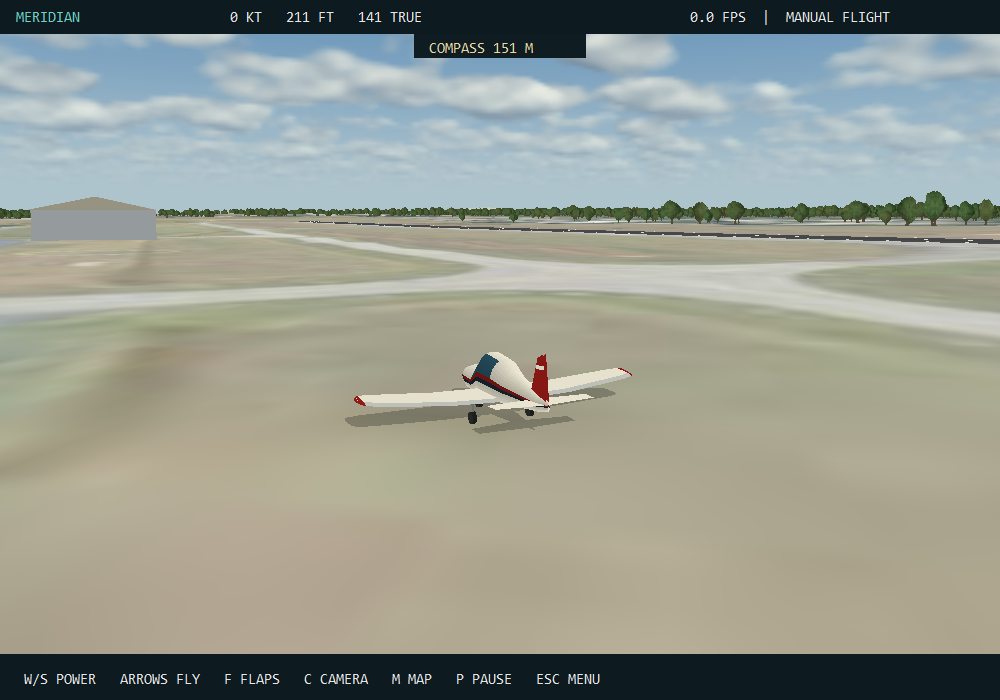 MERIDIAN 0 KT 211 FT 141 TRUE 0.0 FPS | MANUAL FLIGHT
COMPASS 151 M
W/S POWER ARROWS FLY F FLAPS C CAMERA M MAP P PAUSE ESC MENU